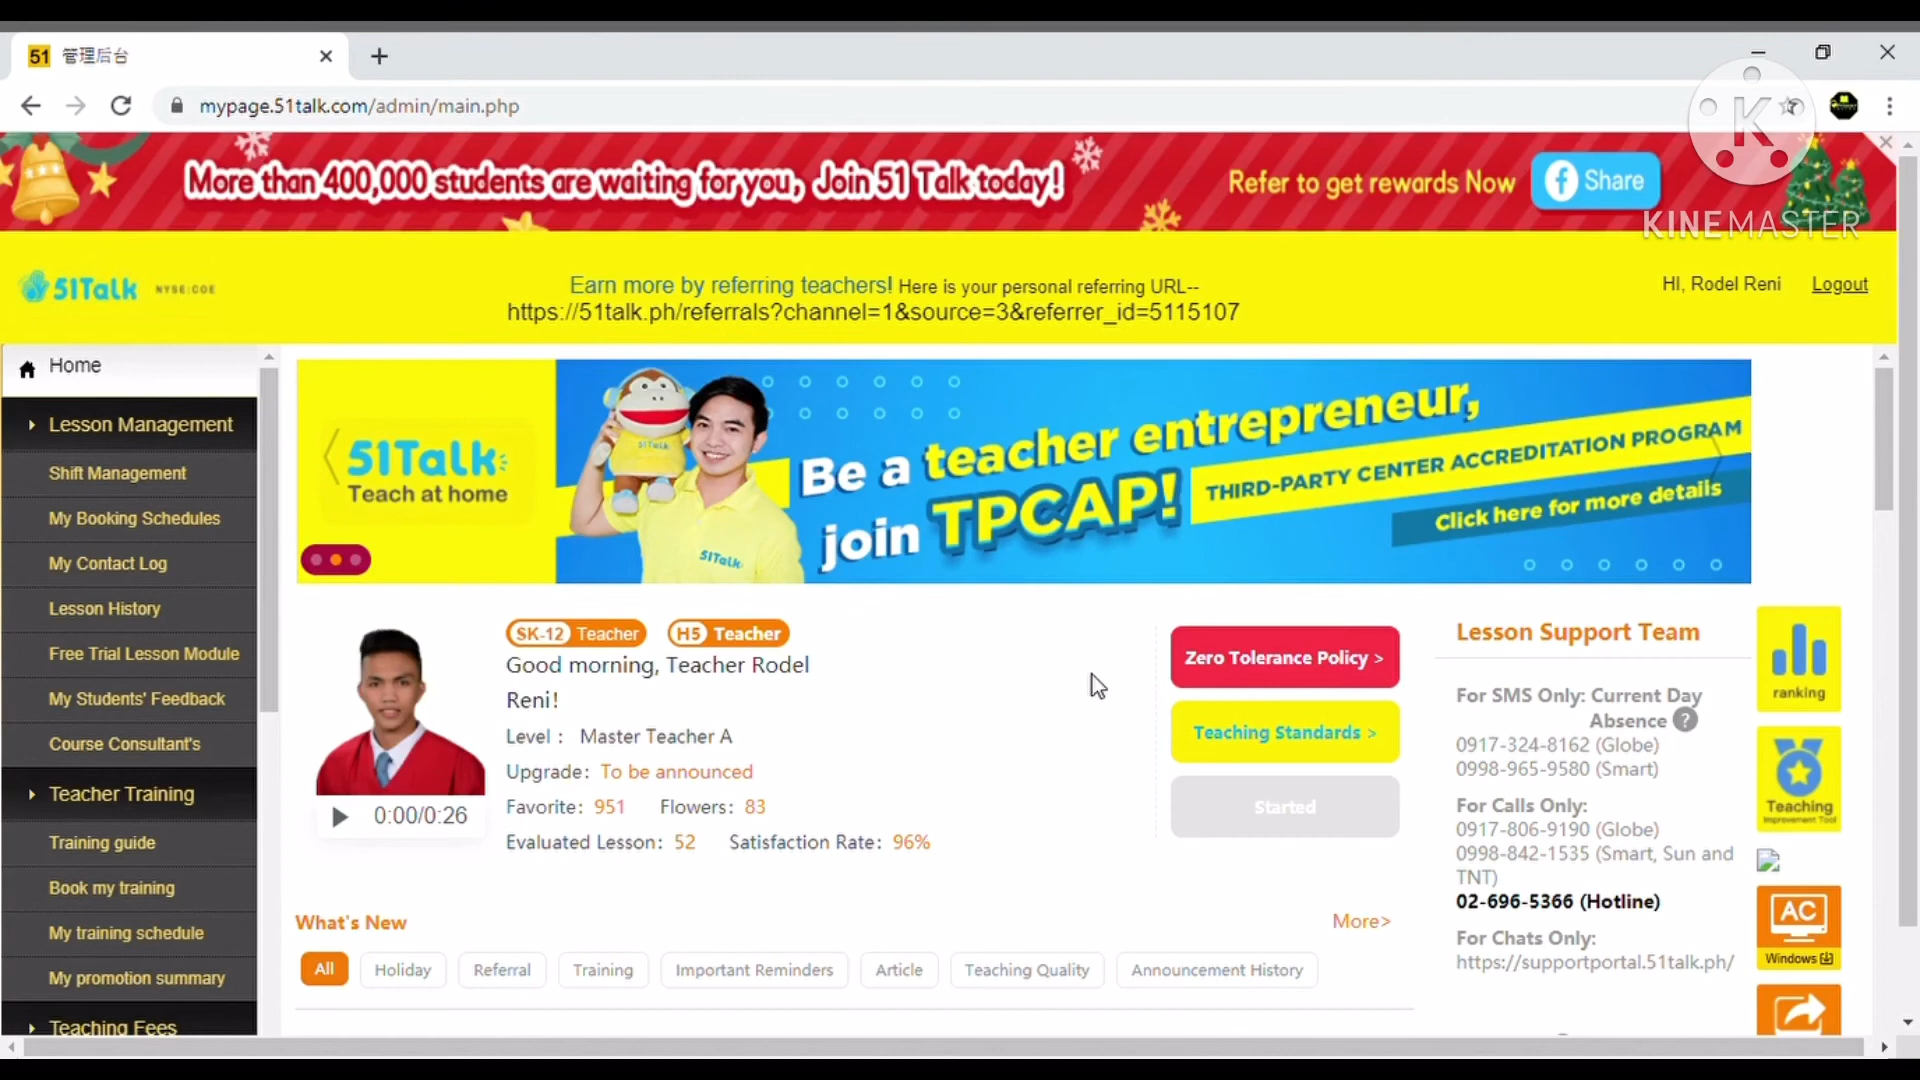 51 管理后台
mypage.51talk.com/admin/main.php
K
KINEMASTER
More than 400,000 students are waiting for you, Join 51 Talk today!
Refer to get rewards Now
f Share
51Talk NYSE:COE
Earn more by referring teachers! Here is your personal referring URL--
https://51talk.ph/referrals?channel=1&source=3&referrer_id=5115107
HI, Rodel Reni Logout
Home
Lesson Management
Shift Management
My Booking Schedules
My Contact Log
Lesson History
Free Trial Lesson Module
My Students' Feedback
Course Consultant's
Teacher Training
Training guide
Book my training
My training schedule
My promotion summary
Teaching Fees
51Talk
Teach at home
51Talk
51Talk
Be a teacher entrepreneur,
join TPCAP!
THIRD-PARTY CENTER ACCREDITATION PROGRAM
Click here for more details
0:00/0:26
SK-12 Teacher H5 Teacher
Good morning, Teacher Rodel
Reni!
Level : Master Teacher A
Upgrade: To be announced
Favorite: 951 Flowers: 83
Evaluated Lesson: 52 Satisfaction Rate: 96%
Zero Tolerance Policy >
Teaching Standards >
Started
Lesson Support Team
For SMS Only: Current Day
Absence ?
0917-324-8162 (Globe)
0998-965-9580 (Smart)
For Calls Only:
0917-806-9190 (Globe)
0998-842-1535 (Smart, Sun and
TNT)
02-696-5366 (Hotline)
For Chats Only:
https://supportportal.51talk.ph/
ranking
Teaching
Improvement Tool
AC
Windows
What's New
More>
All
Holiday
Referral
Training
Important Reminders
Article
Teaching Quality
Announcement History